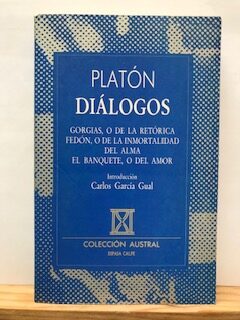 PLATÓN
DIÁLOGOS
GORGIAS, O DE LA RETÓRICA
FEDÓN, O DE LA INMORTALIDAD
DEL ALMA
EL BANQUETE, O DEL AMOR
Introducción
Carlos García Gual
COLECCIÓN AUSTRAL
ESPASA CALPE